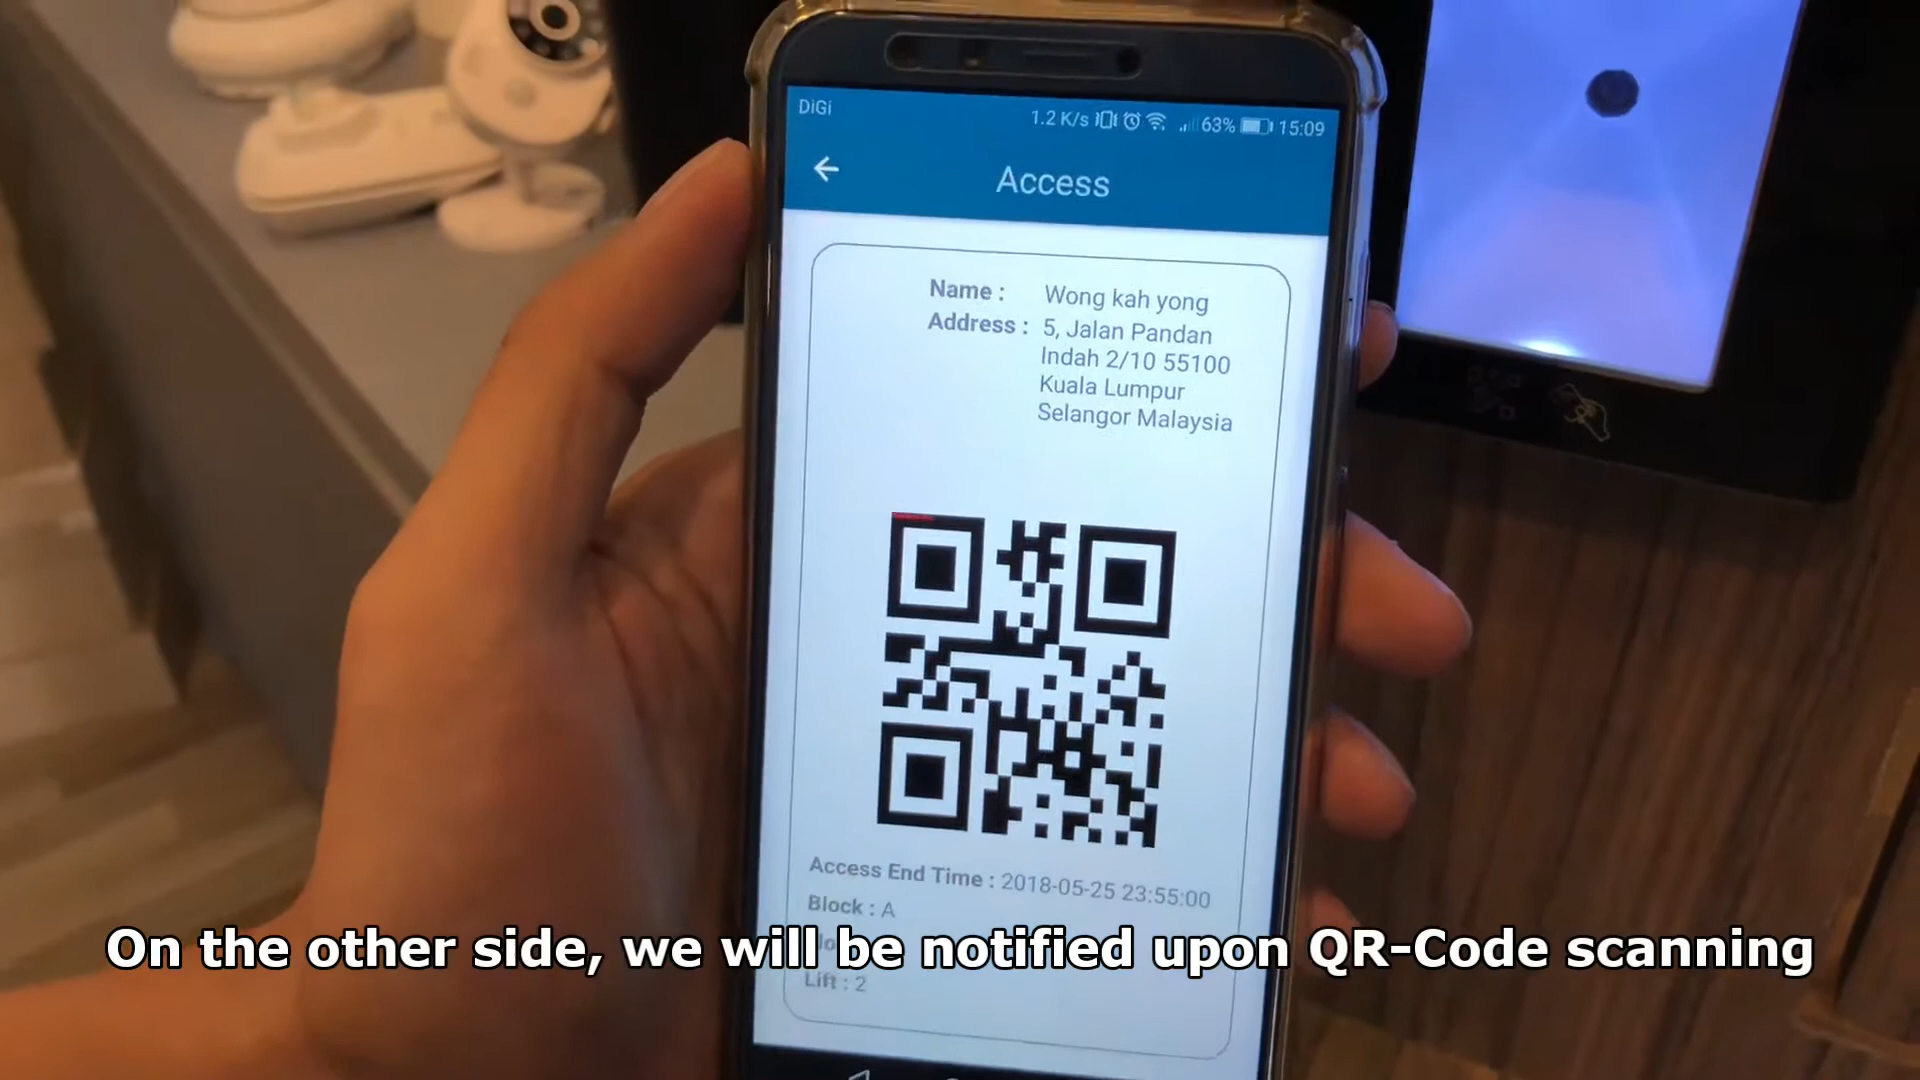 DiGi
1.2 K/s 63% 15:09
Access
Name : Wong kah yong
Address : 5, Jalan Pandan
Indah 2/10 55100
Kuala Lumpur
Selangor Malaysia
Access End Time : 2018-05-25 23:55:00
Block : A
On the other side, we will be notified upon QR-Code scanning
Lift : 2